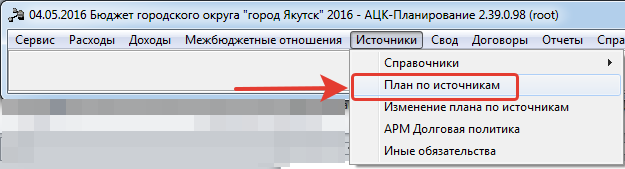 04.05.2016 Бюджет городского округа "город Якутск" 2016 - АЦК-Планирование 2.39.0.98 (root)
Сервис Расходы Доходы Межбюджетные отношения Источники Свод Договоры Отчеты Спра
Справочники
План по источникам
Изменение плана по источникам
АРМ Долговая политика
Иные обязательства